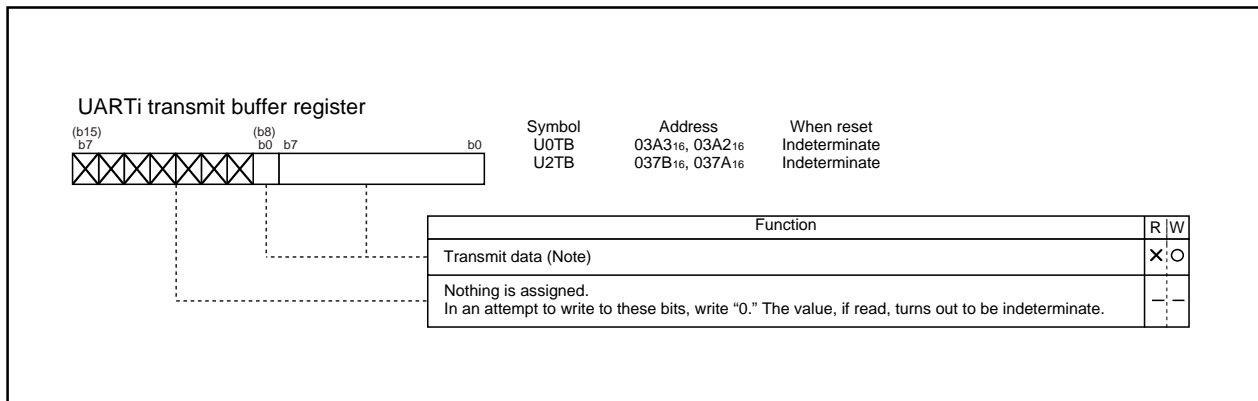 UARTi transmit buffer register
(b15) (b8)
b7 b0 b7 b0
Symbol Address When reset
U0TB 03A316, 03A216 Indeterminate
U2TB 037B16, 037A16 Indeterminate
Function R W
Transmit data (Note) X O
Nothing is assigned.
In an attempt to write to these bits, write “0.” The value, if read, turns out to be indeterminate. – –